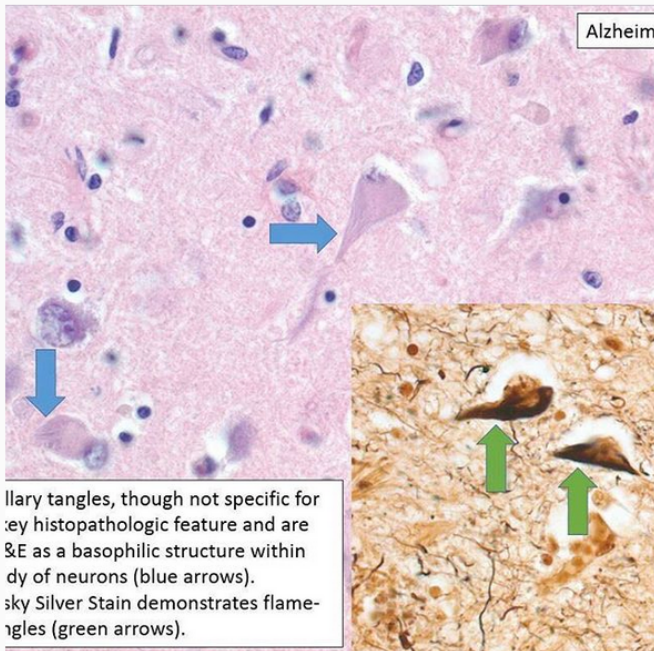 Alzheim
llary tangles, though not specific for
key histopathologic feature and are
&E as a basophilic structure within
dy of neurons (blue arrows).
sky Silver Stain demonstrates flame-
ngles (green arrows).